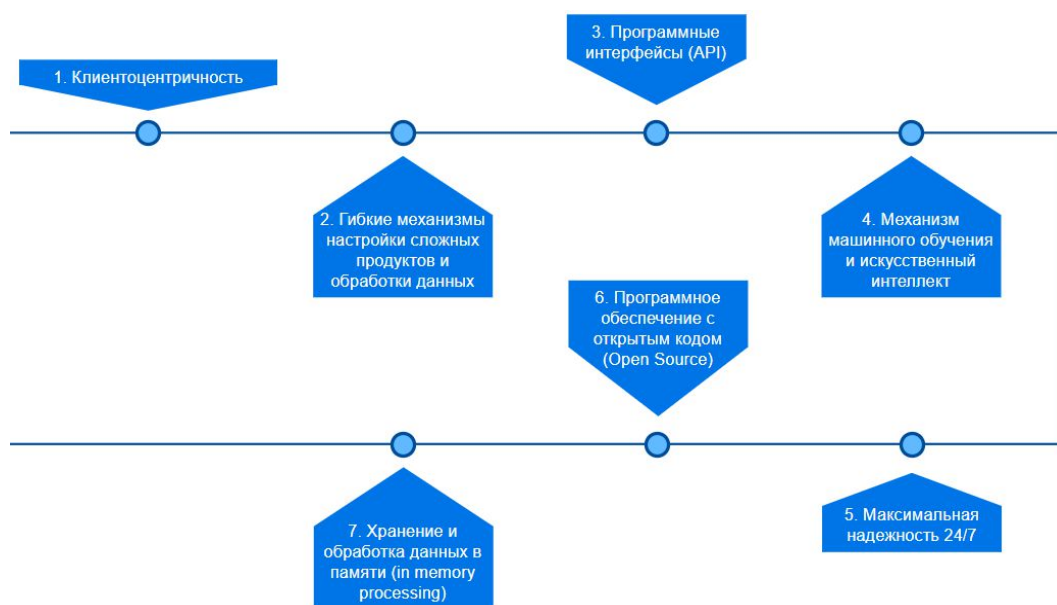 1. Клиентоцентричность
2. Гибкие механизмы
настройки сложных
продуктов и
обработки данных
3. Программные
интерфейсы (API)
4. Механизм
машинного обучения
и искусственный
интеллект
5. Максимальная
надежность 24/7
6. Программное
обеспечение с
открытым кодом
(Open Source)
7. Хранение и
обработка данных в
памяти (in memory
processing)